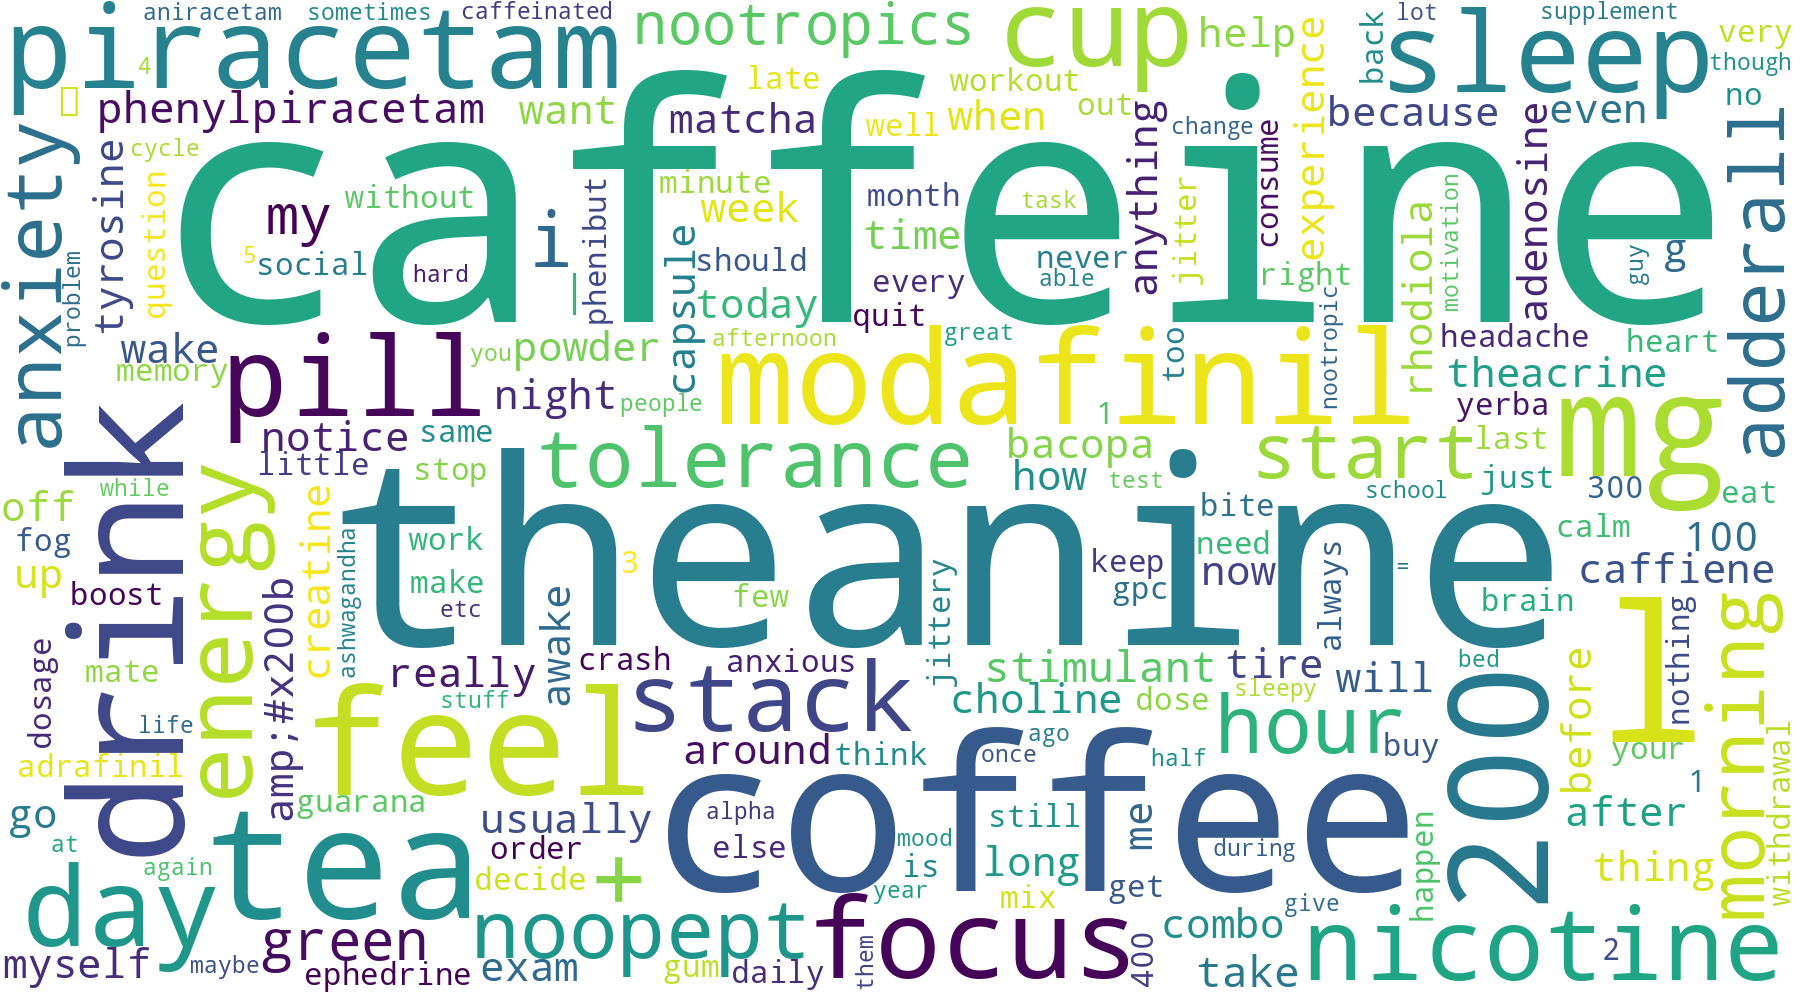 aniracetam sometimes caffeinated
piracetam nootropics cup help
experience back lot supplement
sleep very though
4 late workout out
phenylpiracetam want matcha well when
anything change because even no
anxiety tyrosine cycle question
caffeine
my without phenibut minute week month task
jitter consume rhodiola motivation adenosine guy g adderall
5 social hard i _ capsule should time never able right
problem wake memory every today quit
pill you powder afternoon great
night people modafinil too nootropic
headache heart theacrine yerba
drink notice same tolerance 1 bacopa start last mg
little stop how test school just 300 eat
off while energy theanine bite calm 100
fog up boost creatine ashwagandha work 3 need
make etc awake few jittery keep gpc now always brain caffiene
amp;#x200b
dosage mate life really crash anxious stimulant tire will bed l nothing morning
feel stuff stack choline dose sleepy hour 2000 before
adrafinil around think once ago half buy your withdrawal
guarana coffee 1
go at tea usually alpha still me during after
order else mood is long happen thing
day again decide + year mix get give
green noopept focus combo nicotine 2
myself maybe ephedrine exam gum daily them 400 take
=